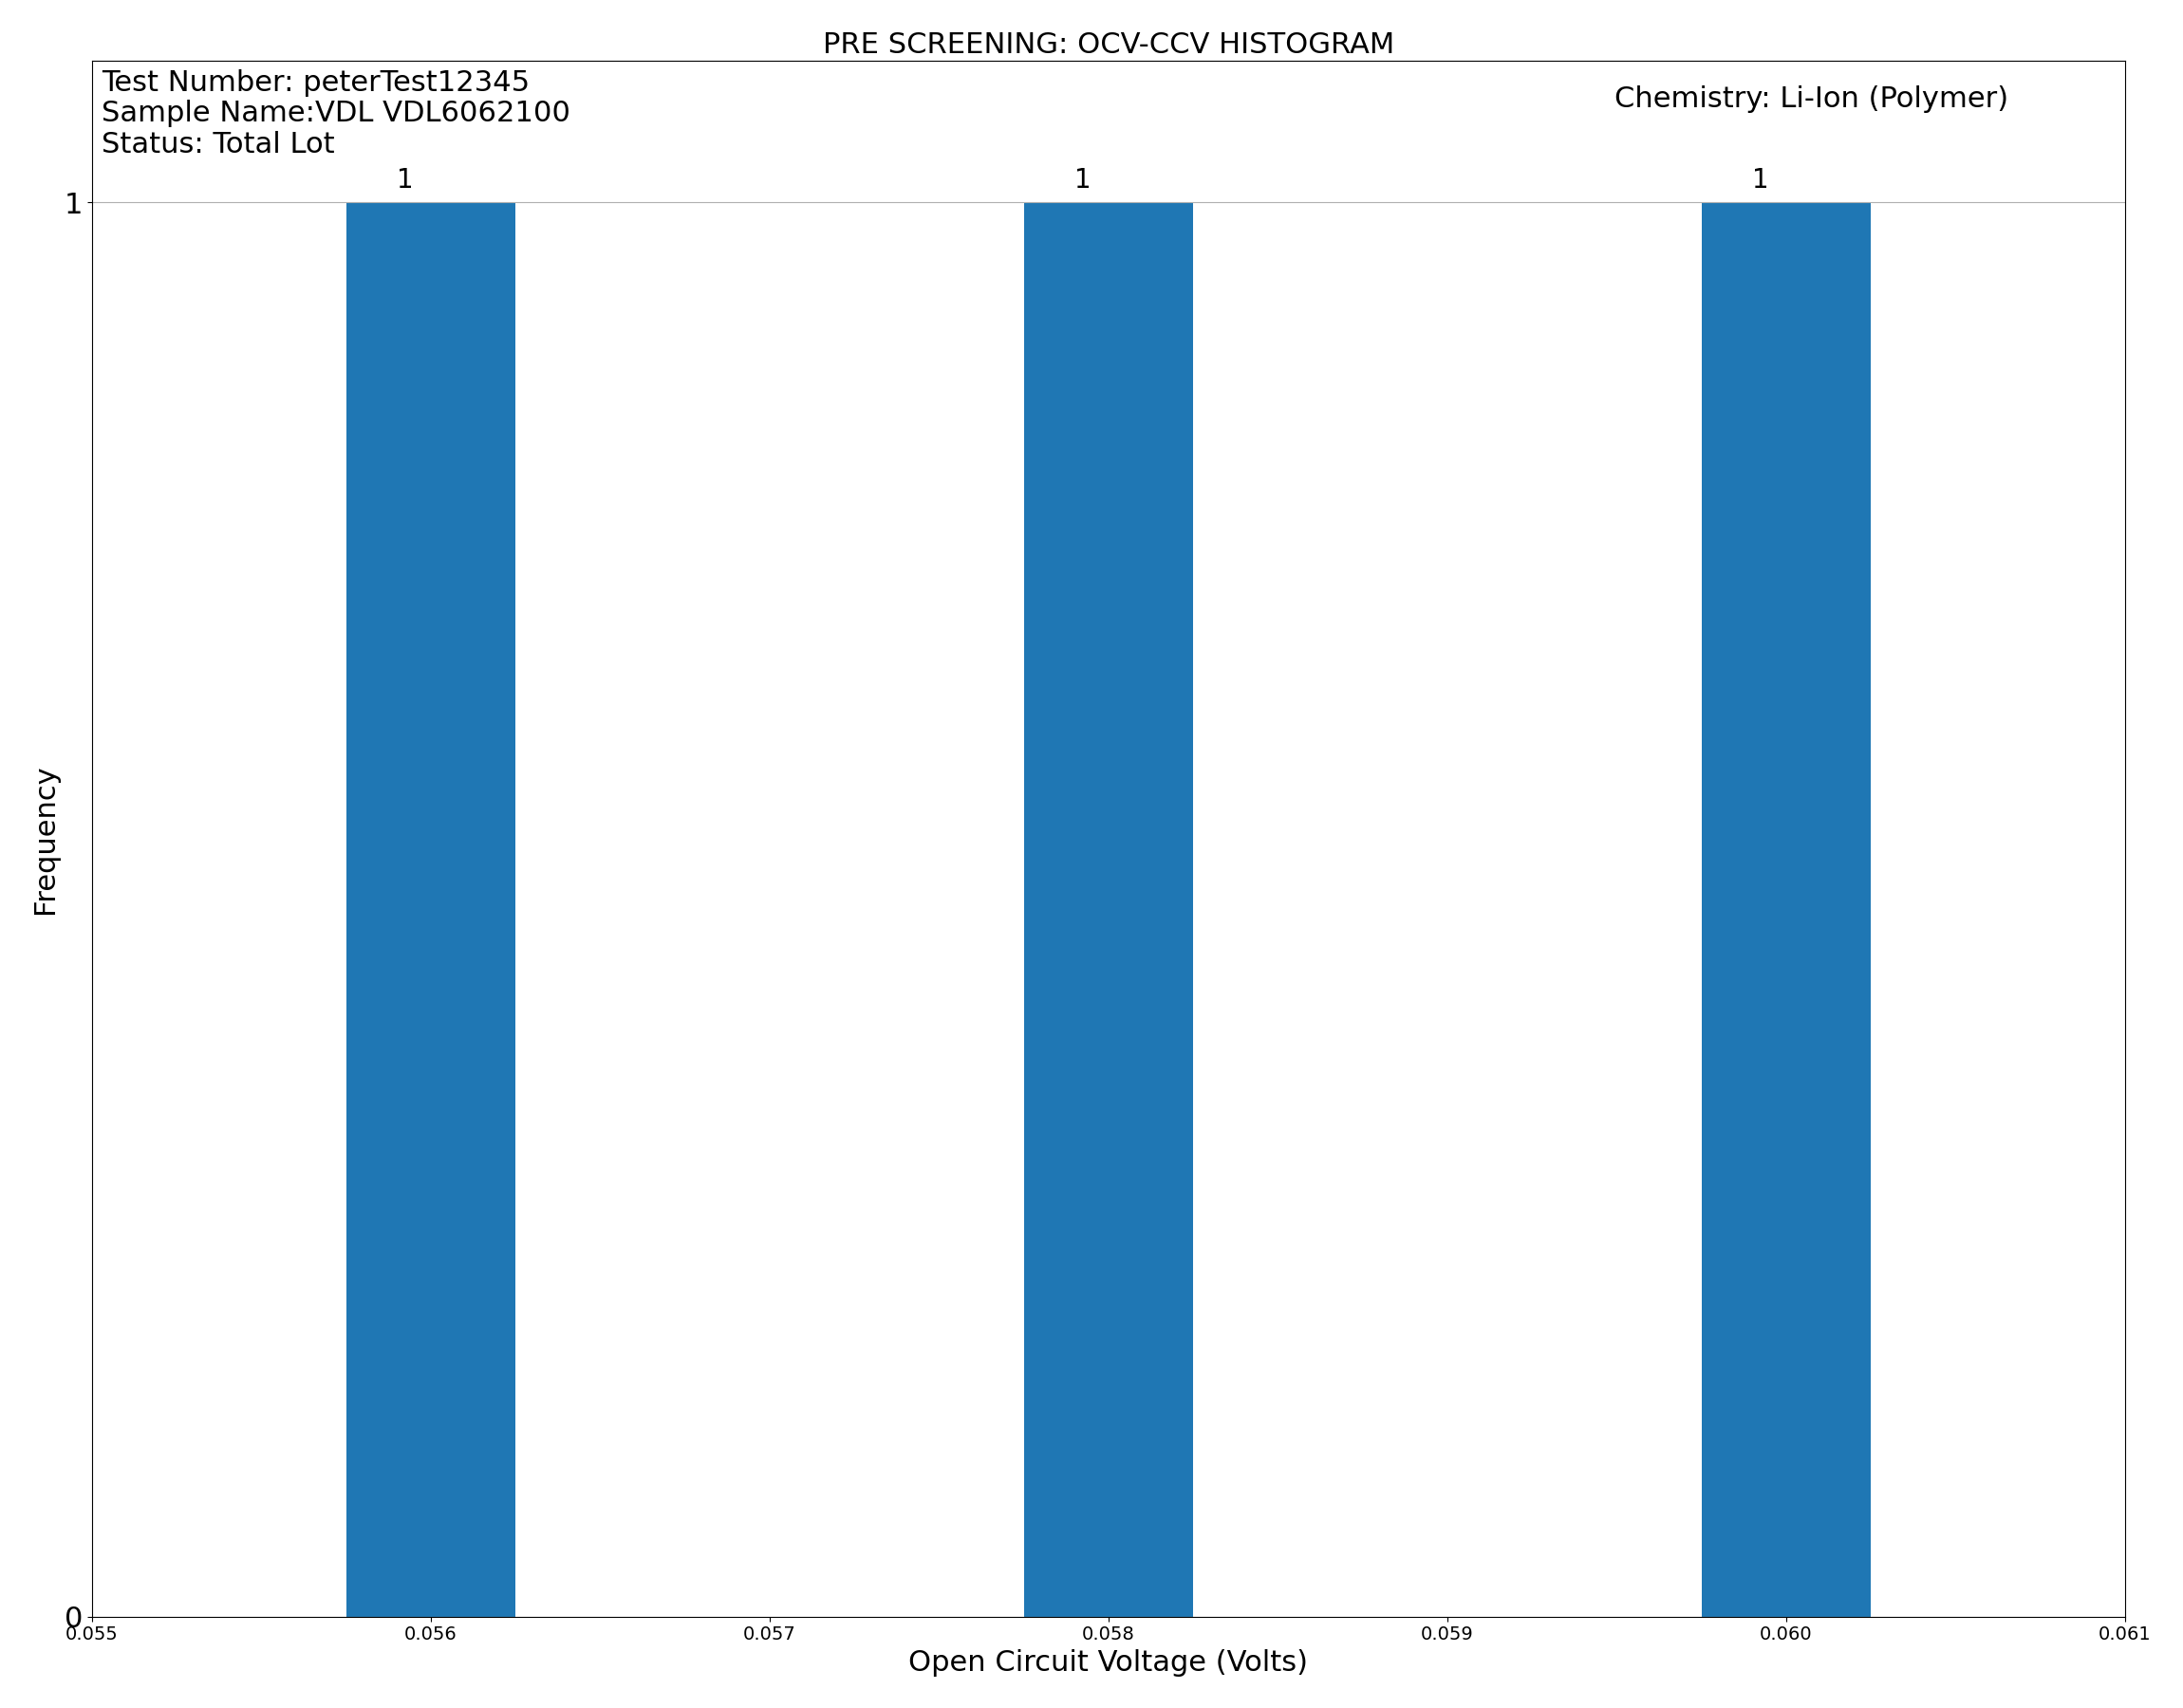 PRE SCREENING: OCV-CCV HISTOGRAM
Test Number: peterTest12345
Sample Name:VDL VDL6062100
Status: Total Lot
Chemistry: Li-Ion (Polymer)
1 1 1
1
Frequency
0
0.055 0.056 0.057 0.058 0.059 0.060 0.061
Open Circuit Voltage (Volts)